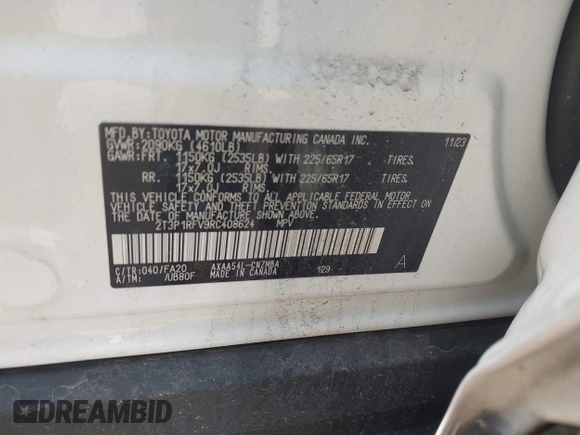 MFD.BY:TOYOTA MOTOR MANUFACTURING CANADA INC. 11/23
GVWR:2090KG (4610LB)
GAWR:FRT. 1150KG (2535LB) WITH 225/65R17 TIRES,
17x7.0J RIMS
RR. 1150KG (2535LB) WITH 225/65R17 TIRES,
17x7.0J RIMS
THIS VEHICLE CONFORMS TO ALL APPLICABLE FEDERAL MOTOR
VEHICLE SAFETY AND THEFT PREVENTION STANDARDS IN EFFECT ON
THE DATE OF MANUFACTURE SHOWN ABOVE.
2T3P1RFV9RC408624 MPV
C/TR:040/FA20 AXAA54L-CNZMBA
A/TM: /UB80F MADE IN CANADA 129 A
DREAMBID